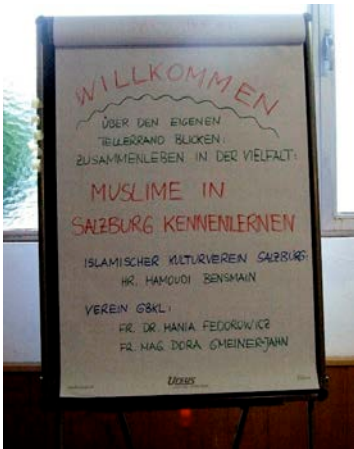 WILLKOMMEN
ÜBER DEN EIGENEN
TELLERRAND BLICKEN.
ZUSAMMENLEBEN IN DER VIELFALT:
MUSLIME IN
SALZBURG KENNENLERNEN
ISLAMISCHER KULTURVEREIN SALZBURG:
HR. HAMOUDI BENSMAIN
VEREIN GBKL:
FR. DR. HANIA FEDOROWICZ
FR. MAG. DORA GMEINER-JAHN